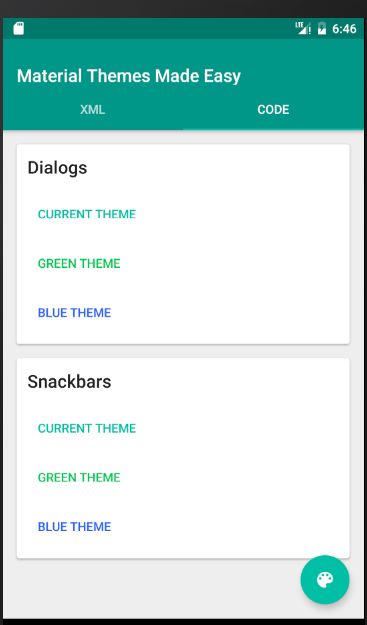 LTE 6:46
Material Themes Made Easy
XML CODE
Dialogs
CURRENT THEME
GREEN THEME
BLUE THEME
Snackbars
CURRENT THEME
GREEN THEME
BLUE THEME